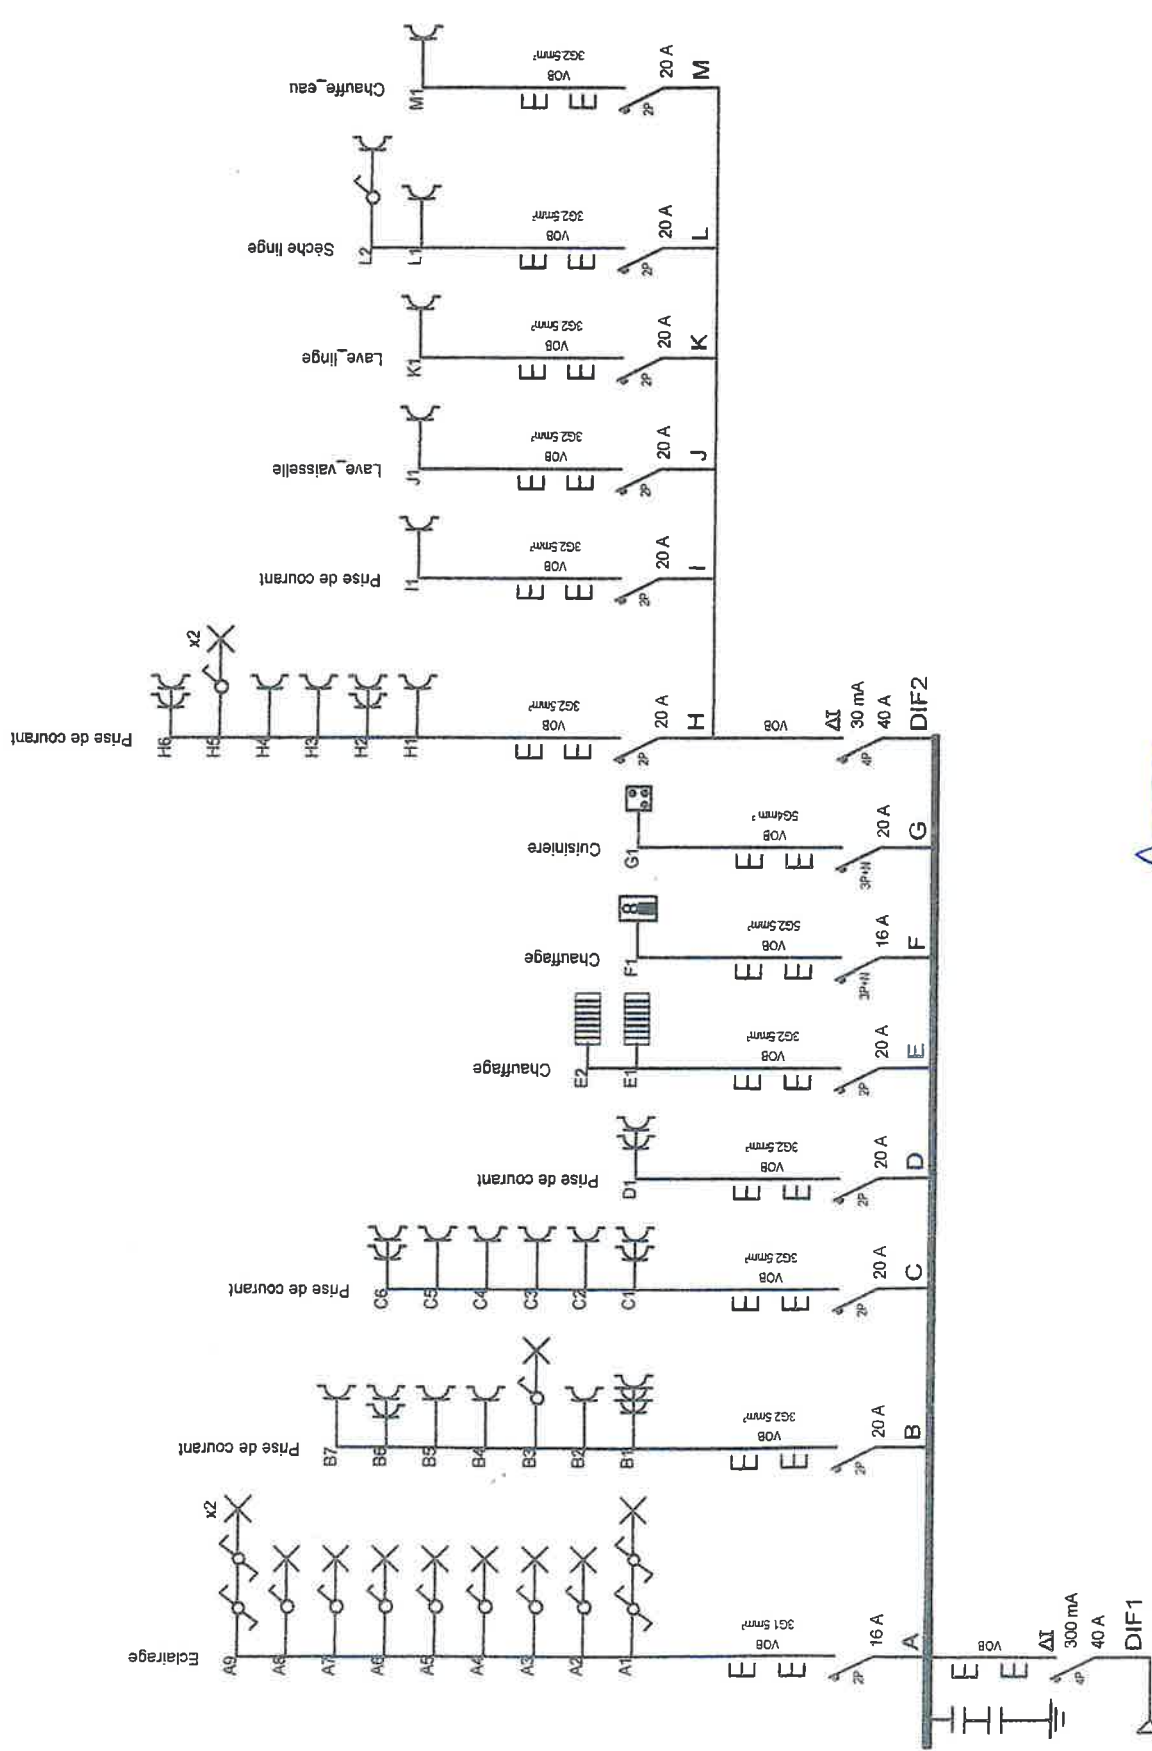 Chauffe_eau
M1
3G2.5mm²
VOB
2P
20 A
M
Sèche linge
L2
L1
3G2.5mm²
VOB
2P
20 A
L
Lave_linge
K1
3G2.5mm²
VOB
2P
20 A
K
Lave_vaisselle
J1
3G2.5mm²
VOB
2P
20 A
J
Prise de courant
I1
3G2.5mm²
VOB
2P
20 A
I
Prise de courant
x2
H6
H5
H4
H3
H2
H1
3G2.5mm²
VOB
2P
20 A
H
VOB
ΔI
30 mA
4P
40 A
DIF2
Cuisiniere
G1
5G4mm²
VOB
3P+N
20 A
G
Chauffage
F1
8
5G2.5mm²
VOB
3P+N
16 A
F
Chauffage
E2
E1
3G2.5mm²
VOB
2P
20 A
E
Prise de courant
D1
3G2.5mm²
VOB
2P
20 A
D
Prise de courant
C6
C5
C4
C3
C2
C1
3G2.5mm²
VOB
2P
20 A
C
Prise de courant
B7
B6
B5
B4
B3
B2
B1
3G2.5mm²
VOB
2P
20 A
B
Eclairage
x2
A9
A8
A7
A6
A5
A4
A3
A2
A1
3G1.5mm²
VOB
2P
16 A
A
VOB
ΔI
300 mA
4P
40 A
DIF1